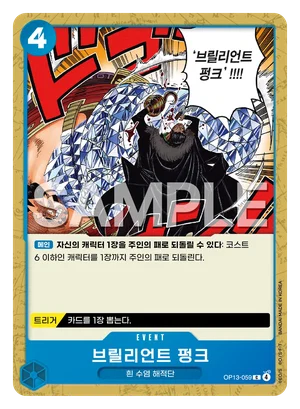 4
'브릴리언트
펑크' !!!!
SAMPLE
메인 자신의 캐릭터 1장을 주인의 패로 되돌릴 수 있다: 코스트
6 이하인 캐릭터를 1장까지 주인의 패로 되돌린다.
트리거 카드를 1장 뽑는다.
EVENT
브릴리언트 펑크
흰 수염 해적단
OP13-059